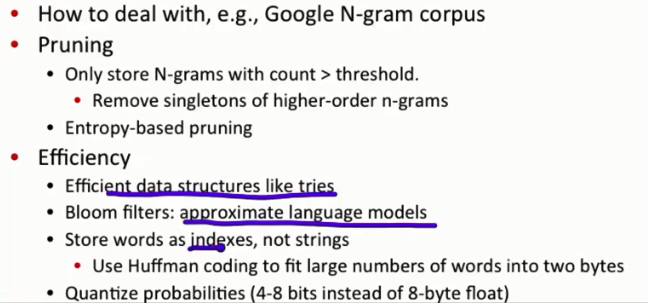 • How to deal with, e.g., Google N-gram corpus
• Pruning
• Only store N-grams with count > threshold.
• Remove singletons of higher-order n-grams
• Entropy-based pruning
• Efficiency
• Efficient data structures like tries
• Bloom filters: approximate language models
• Store words as indexes, not strings
• Use Huffman coding to fit large numbers of words into two bytes
• Quantize probabilities (4-8 bits instead of 8-byte float)